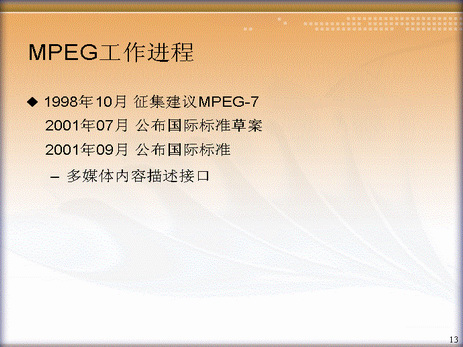 MPEG工作进程
◆ 1998年10月 征集建议MPEG-7
2001年07月 公布国际标准草案
2001年09月 公布国际标准
– 多媒体内容描述接口
13